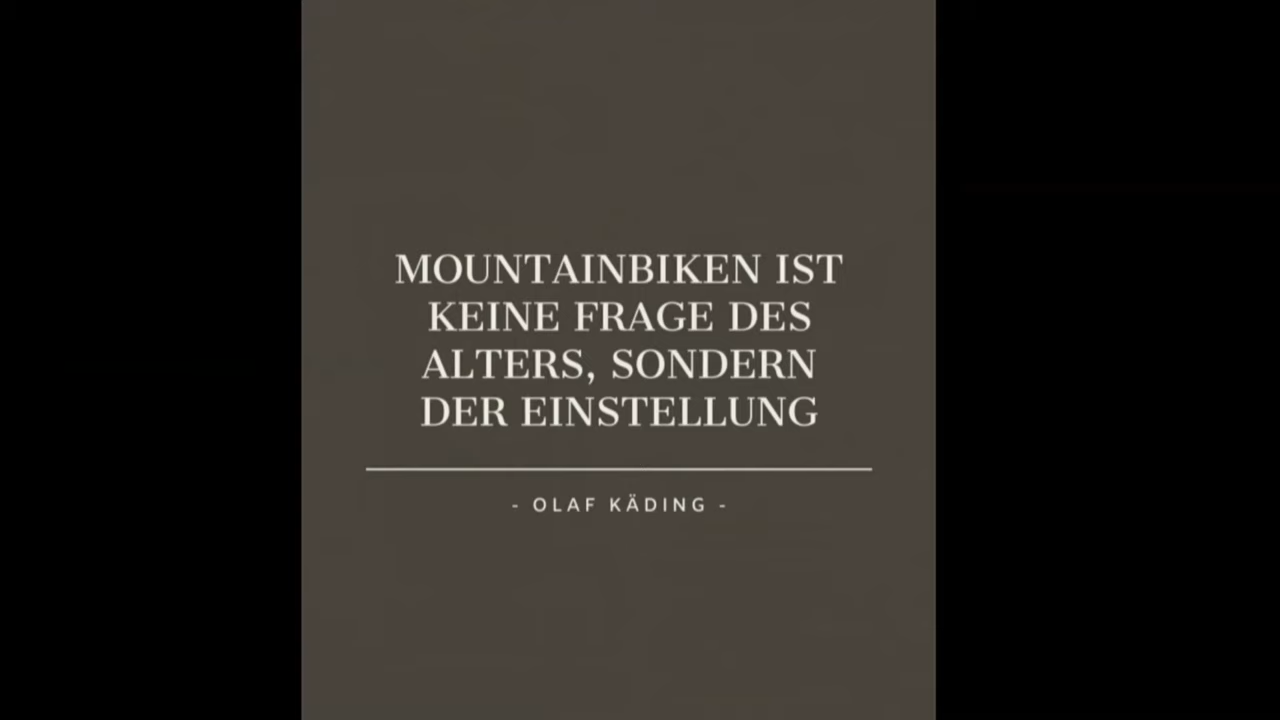 MOUNTAINBIKEN IST
KEINE FRAGE DES
ALTERS, SONDERN
DER EINSTELLUNG
- OLAF KÄDING -